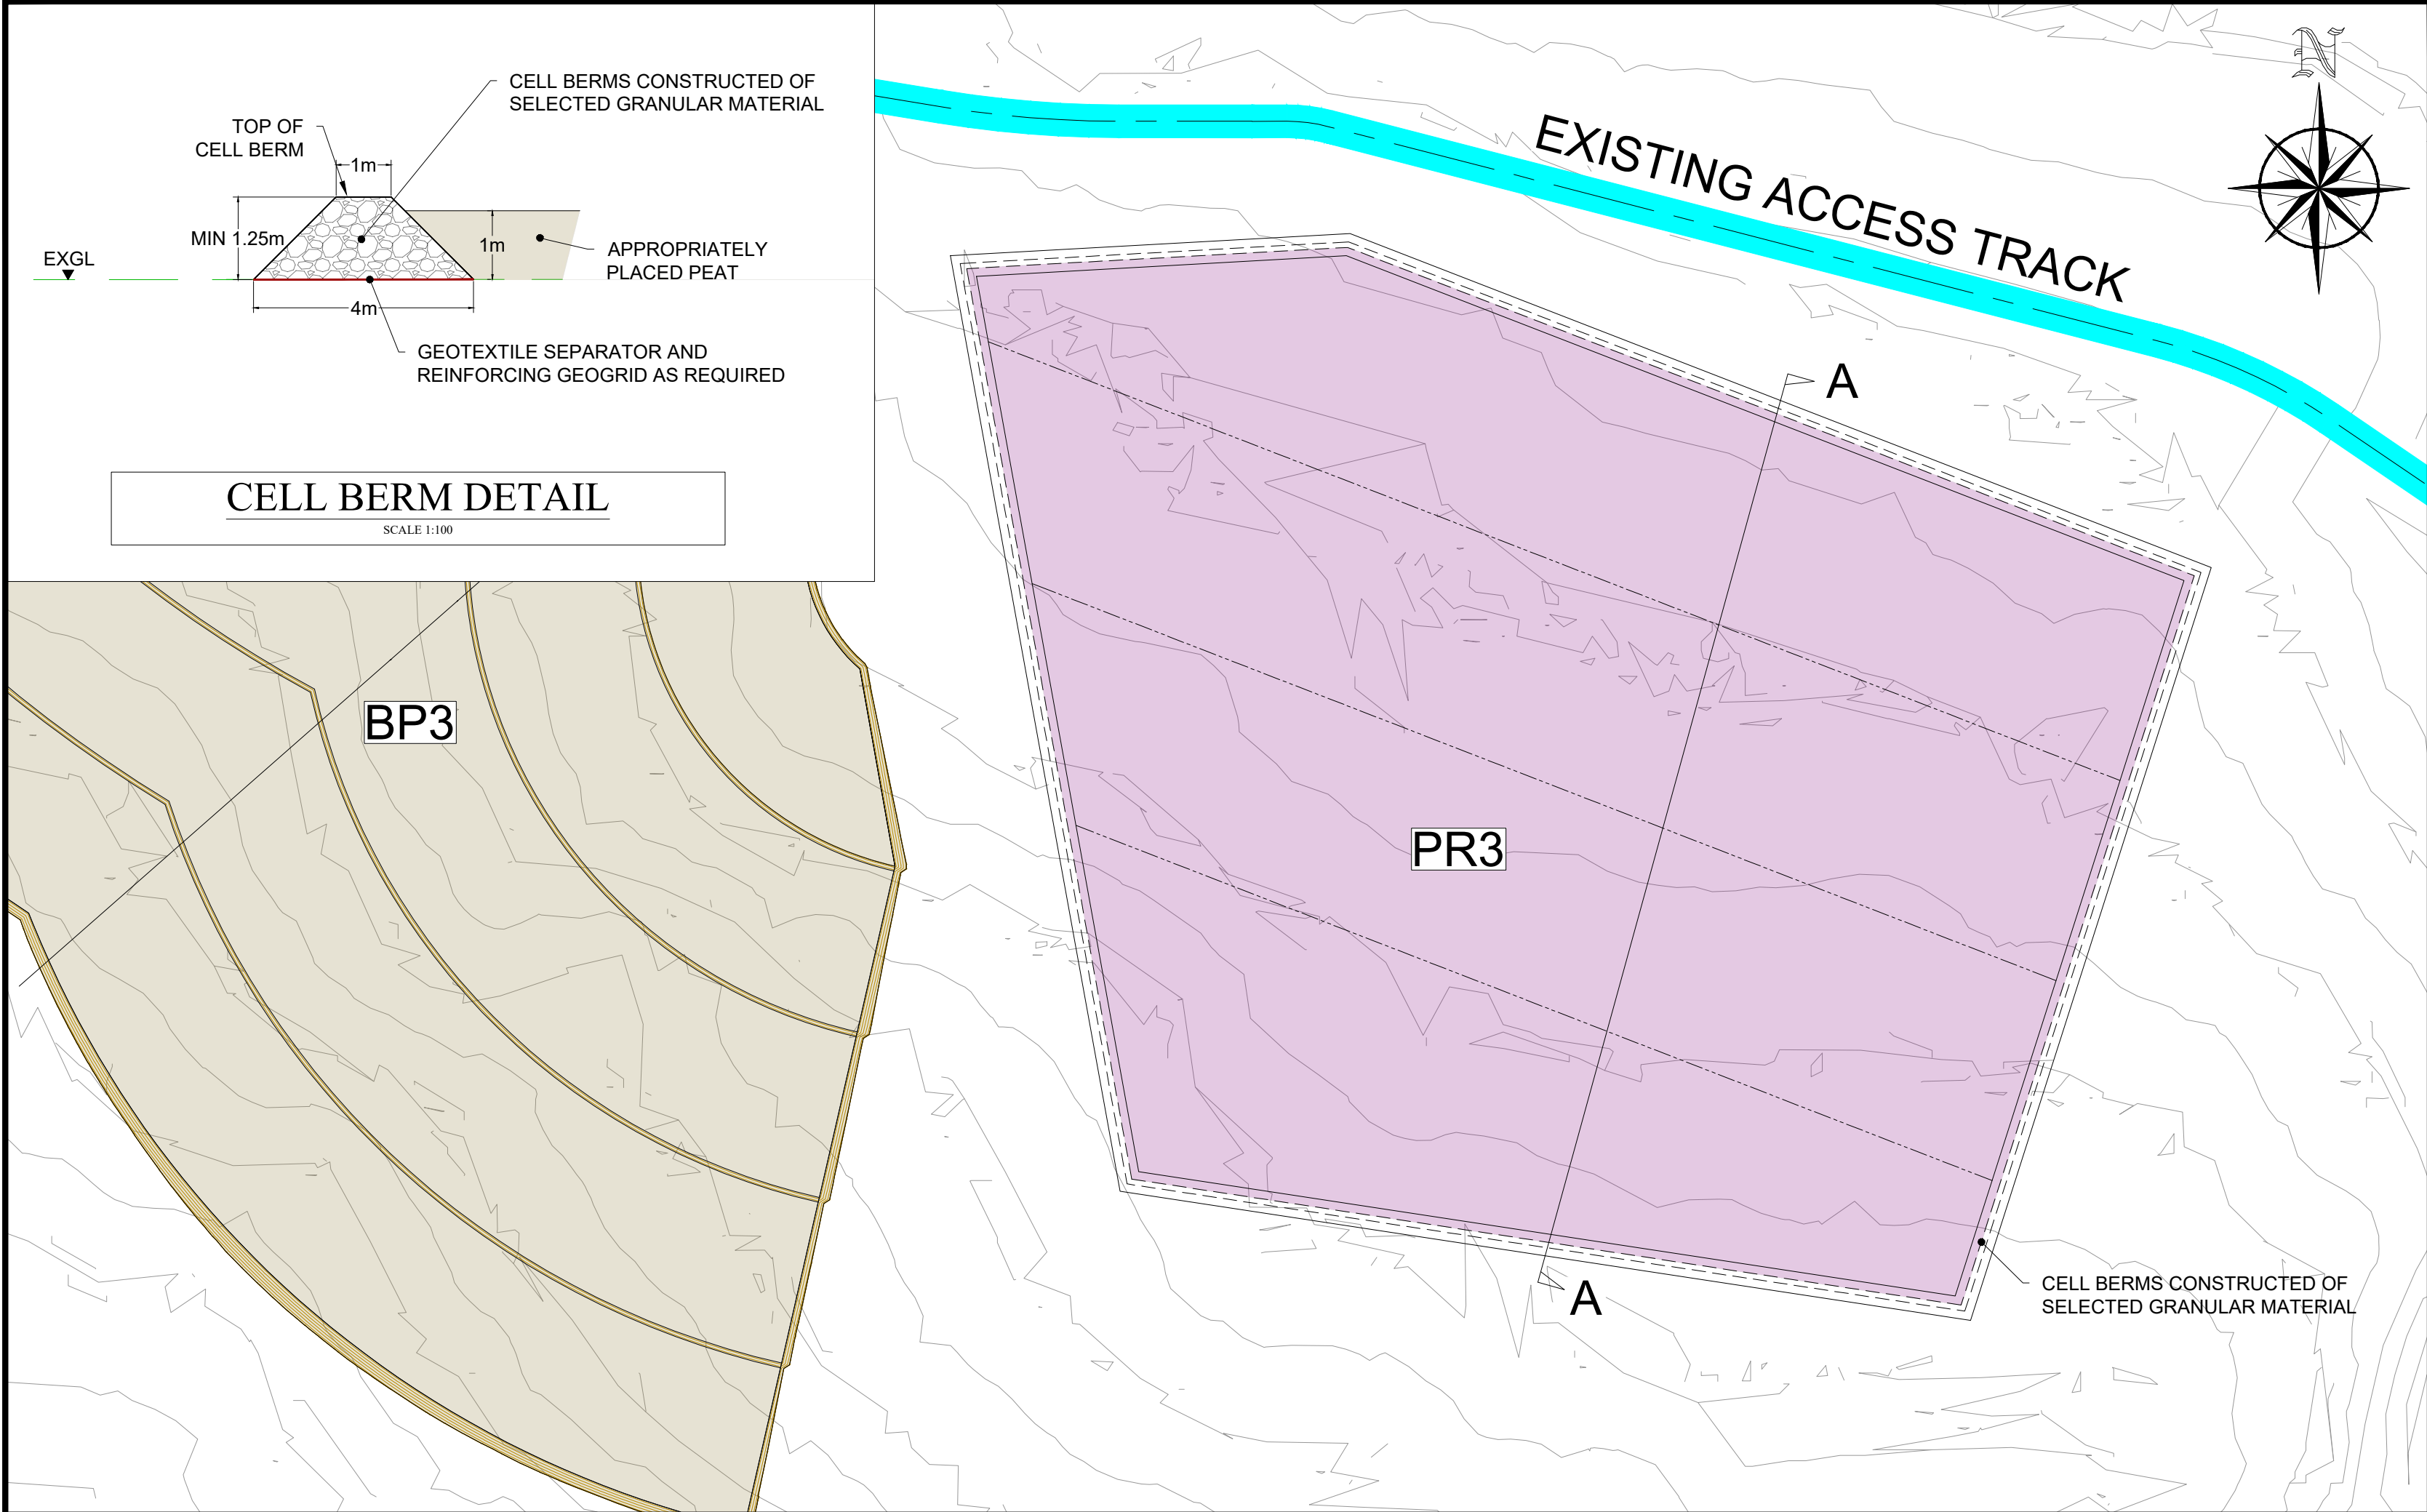 CELL BERMS CONSTRUCTED OF
SELECTED GRANULAR MATERIAL
TOP OF
CELL BERM
1m
MIN 1.25m
1m
EXGL
APPROPRIATELY
PLACED PEAT
4m
GEOTEXTILE SEPARATOR AND
REINFORCING GEOGRID AS REQUIRED
CELL BERM DETAIL
SCALE 1:100
N
EXISTING ACCESS TRACK
A
BP3
PR3
A
CELL BERMS CONSTRUCTED OF
SELECTED GRANULAR MATERIAL